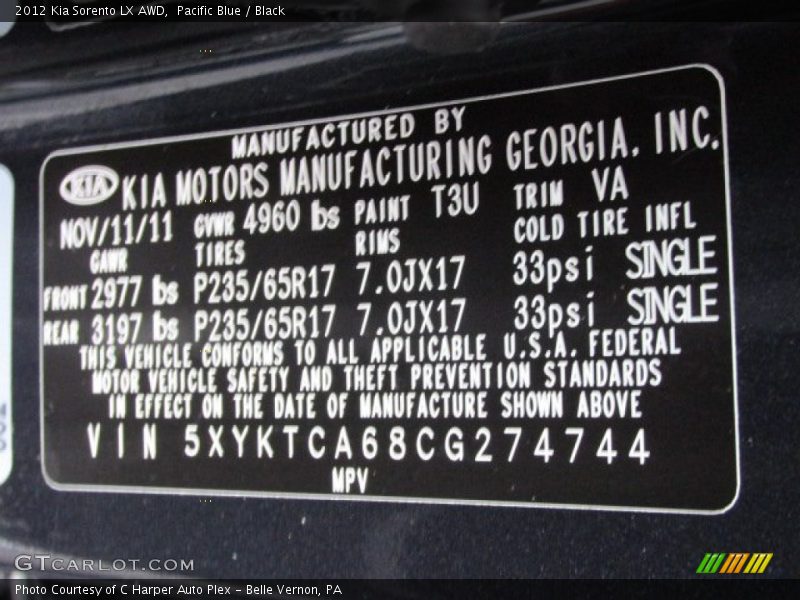 2012 Kia Sorento LX AWD,  Pacific Blue / Black
MANUFACTURED BY
KIA KIA MOTORS MANUFACTURING GEORGIA, INC.
NOV/11/11 GVWR 4960 lbs PAINT T3U TRIM VA
GAWR TIRES RIMS COLD TIRE INFL
FRONT 2977 lbs P235/65R17 7.0JX17 33psi SINGLE
REAR 3197 lbs P235/65R17 7.0JX17 33psi SINGLE
THIS VEHICLE CONFORMS TO ALL APPLICABLE U.S.A. FEDERAL
MOTOR VEHICLE SAFETY AND THEFT PREVENTION STANDARDS
IN EFFECT ON THE DATE OF MANUFACTURE SHOWN ABOVE
VIN 5XYKTCA68CG274744
MPV
GTCARLOT.COM
Photo Courtesy of C Harper Auto Plex – Belle Vernon, PA